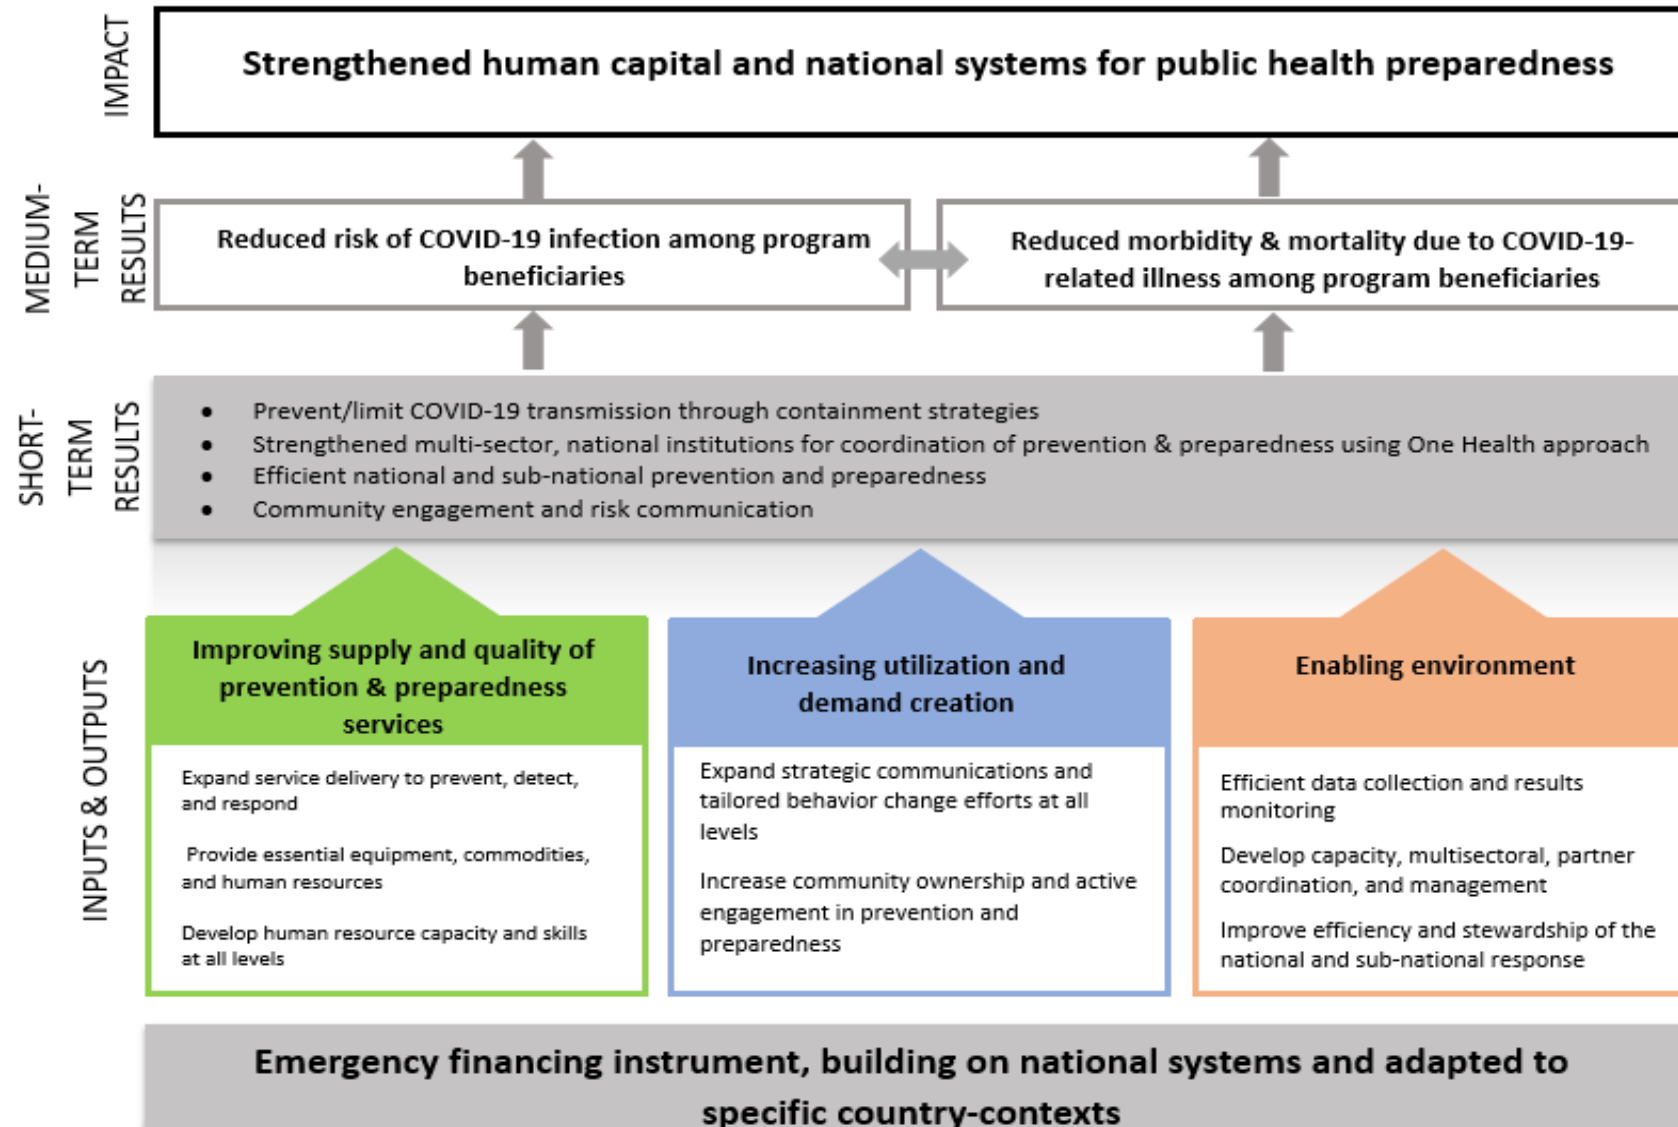 IMPACT
Strengthened human capital and national systems for public health preparedness
MEDIUM-
TERM
RESULTS
Reduced risk of COVID-19 infection among program
beneficiaries
Reduced morbidity & mortality due to COVID-19-
related illness among program beneficiaries
SHORT-
TERM
RESULTS
• Prevent/limit COVID-19 transmission through containment strategies
• Strengthened multi-sector, national institutions for coordination of prevention & preparedness using One Health approach
• Efficient national and sub-national prevention and preparedness
• Community engagement and risk communication
INPUTS & OUTPUTS
Improving supply and quality of
prevention & preparedness
services
Expand service delivery to prevent, detect,
and respond
Provide essential equipment, commodities,
and human resources
Develop human resource capacity and skills
at all levels
Increasing utilization and
demand creation
Expand strategic communications and
tailored behavior change efforts at all
levels
Increase community ownership and active
engagement in prevention and
preparedness
Enabling environment
Efficient data collection and results
monitoring
Develop capacity, multisectoral, partner
coordination, and management
Improve efficiency and stewardship of the
national and sub-national response
Emergency financing instrument, building on national systems and adapted to
specific country-contexts